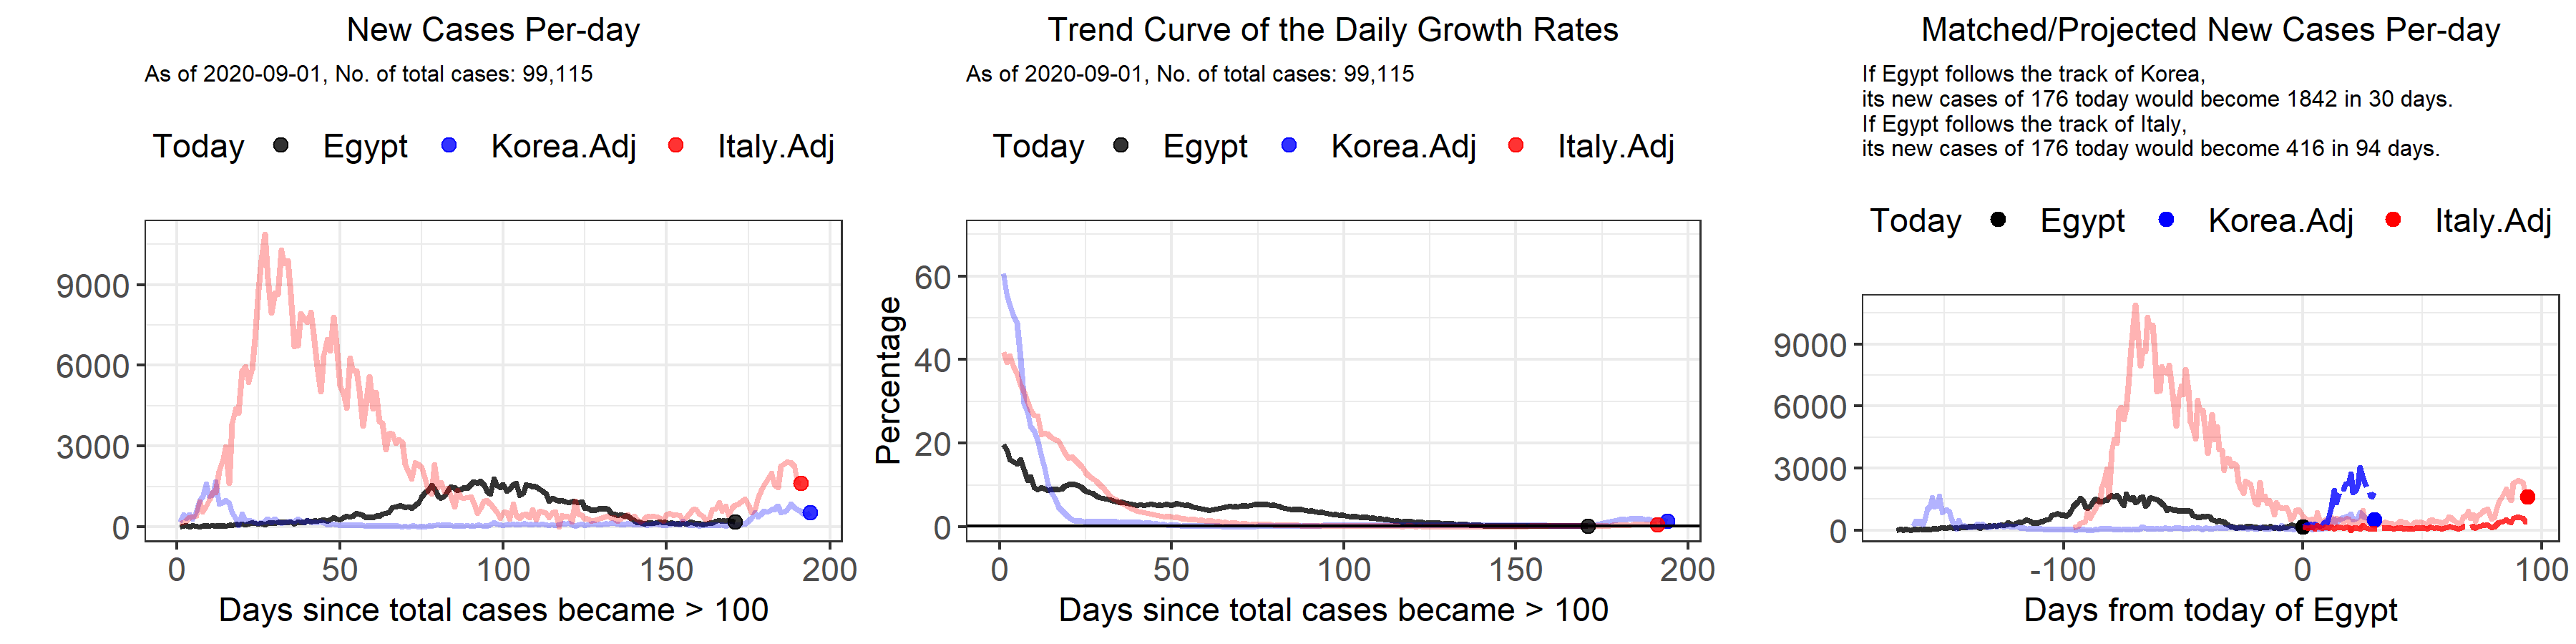 New Cases Per-day
As of 2020-09-01, No. of total cases: 99,115
Today Egypt Korea.Adj Italy.Adj
9000
6000
3000
0
0 50 100 150 200
Days since total cases became > 100
Trend Curve of the Daily Growth Rates
As of 2020-09-01, No. of total cases: 99,115
Today Egypt Korea.Adj Italy.Adj
Percentage
60
40
20
0
0 50 100 150 200
Days since total cases became > 100
Matched/Projected New Cases Per-day
If Egypt follows the track of Korea,
its new cases of 176 today would become 1842 in 30 days.
If Egypt follows the track of Italy,
its new cases of 176 today would become 416 in 94 days.
Today Egypt Korea.Adj Italy.Adj
9000
6000
3000
0
-100 0 100
Days from today of Egypt